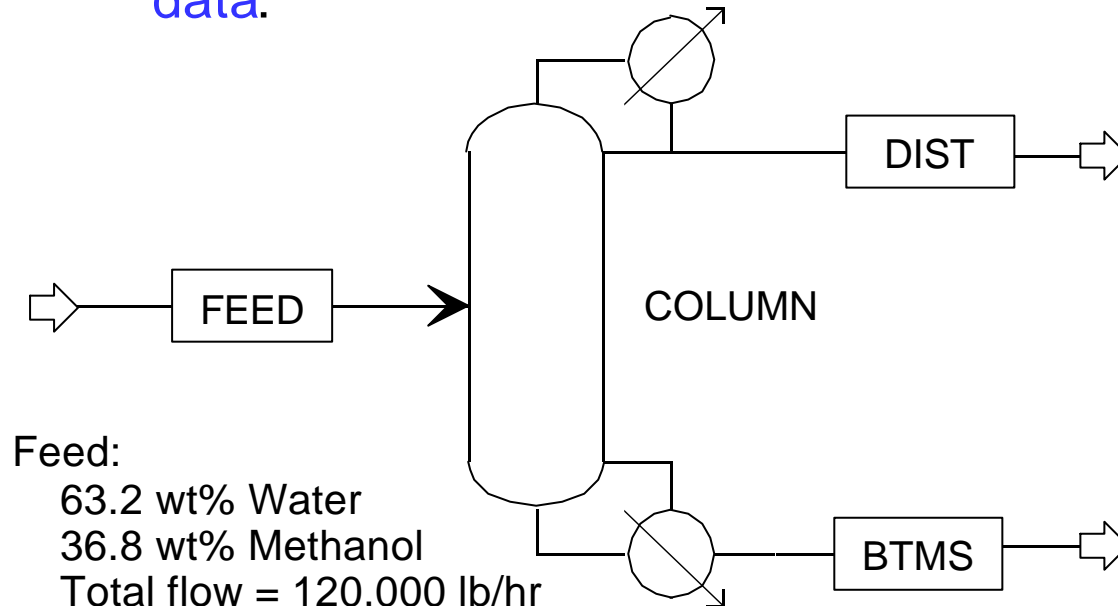 data.
DIST
FEED
COLUMN
Feed:
63.2 wt% Water
36.8 wt% Methanol
Total flow = 120,000 lb/hr
BTMS